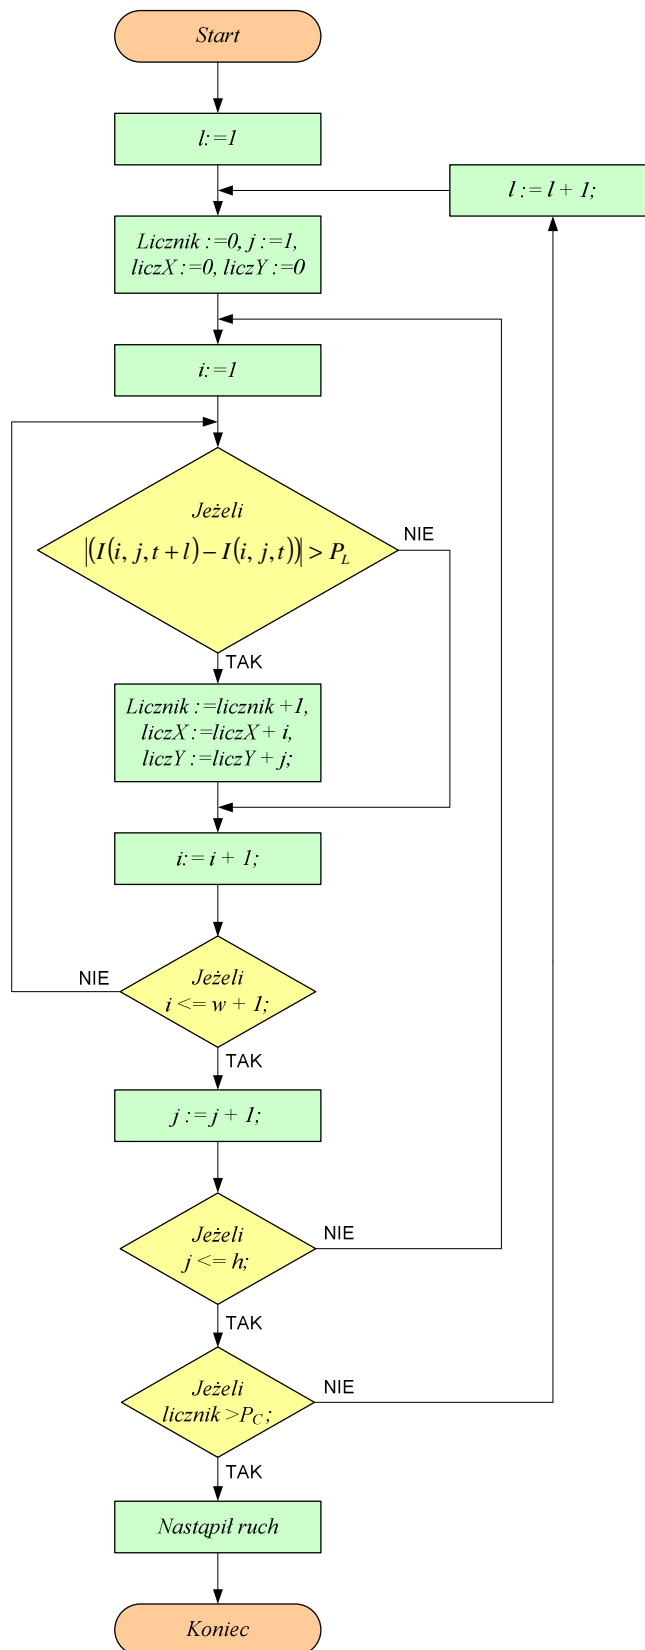 Start
l:=1
l := l + 1;
Licznik :=0, j :=1,
liczX :=0, liczY :=0
i:=1
Jeżeli
|(I(i, j, t + l) − I(i, j, t))| > P_L
NIE
TAK
Licznik :=licznik +1,
liczX :=liczX + i,
liczY :=liczY + j;
i:= i + 1;
Jeżeli
i <= w + 1;
NIE
TAK
j := j + 1;
Jeżeli
j <= h;
NIE
TAK
Jeżeli
licznik >P_C;
NIE
TAK
Nastąpił ruch
Koniec